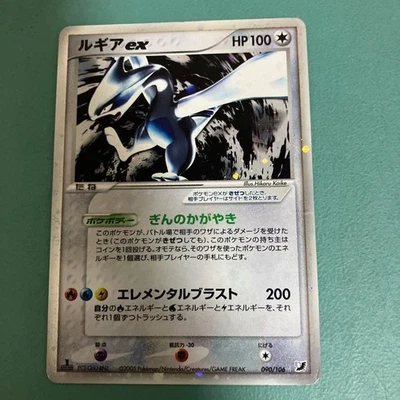 ルギアex HP100
Illus.Hikaru Koike
たね
ポケモンexがきぜつしたとき、
相手プレイヤーはサイドを2枚とります。
ポケボディー ぎんのかがやき
このポケモンが、バトル場で相手のワザによるダメージを受けたとき(このポケモンがきぜつしても)、このポケモンの持ち主は
コインを1回投げる。オモテなら、そのワザを使ったポケモンのエ
ネルギーを1個選び、相手プレイヤーの手札にもどす。
エレメンタルブラスト 200
自分の エネルギーと エネルギーと エネルギーを、そ
れぞれ1個ずつトラッシュする。
弱点 抵抗力-30 にげる
©2005 Pokémon/Nintendo/Creatures/GAME FREAK
090/106